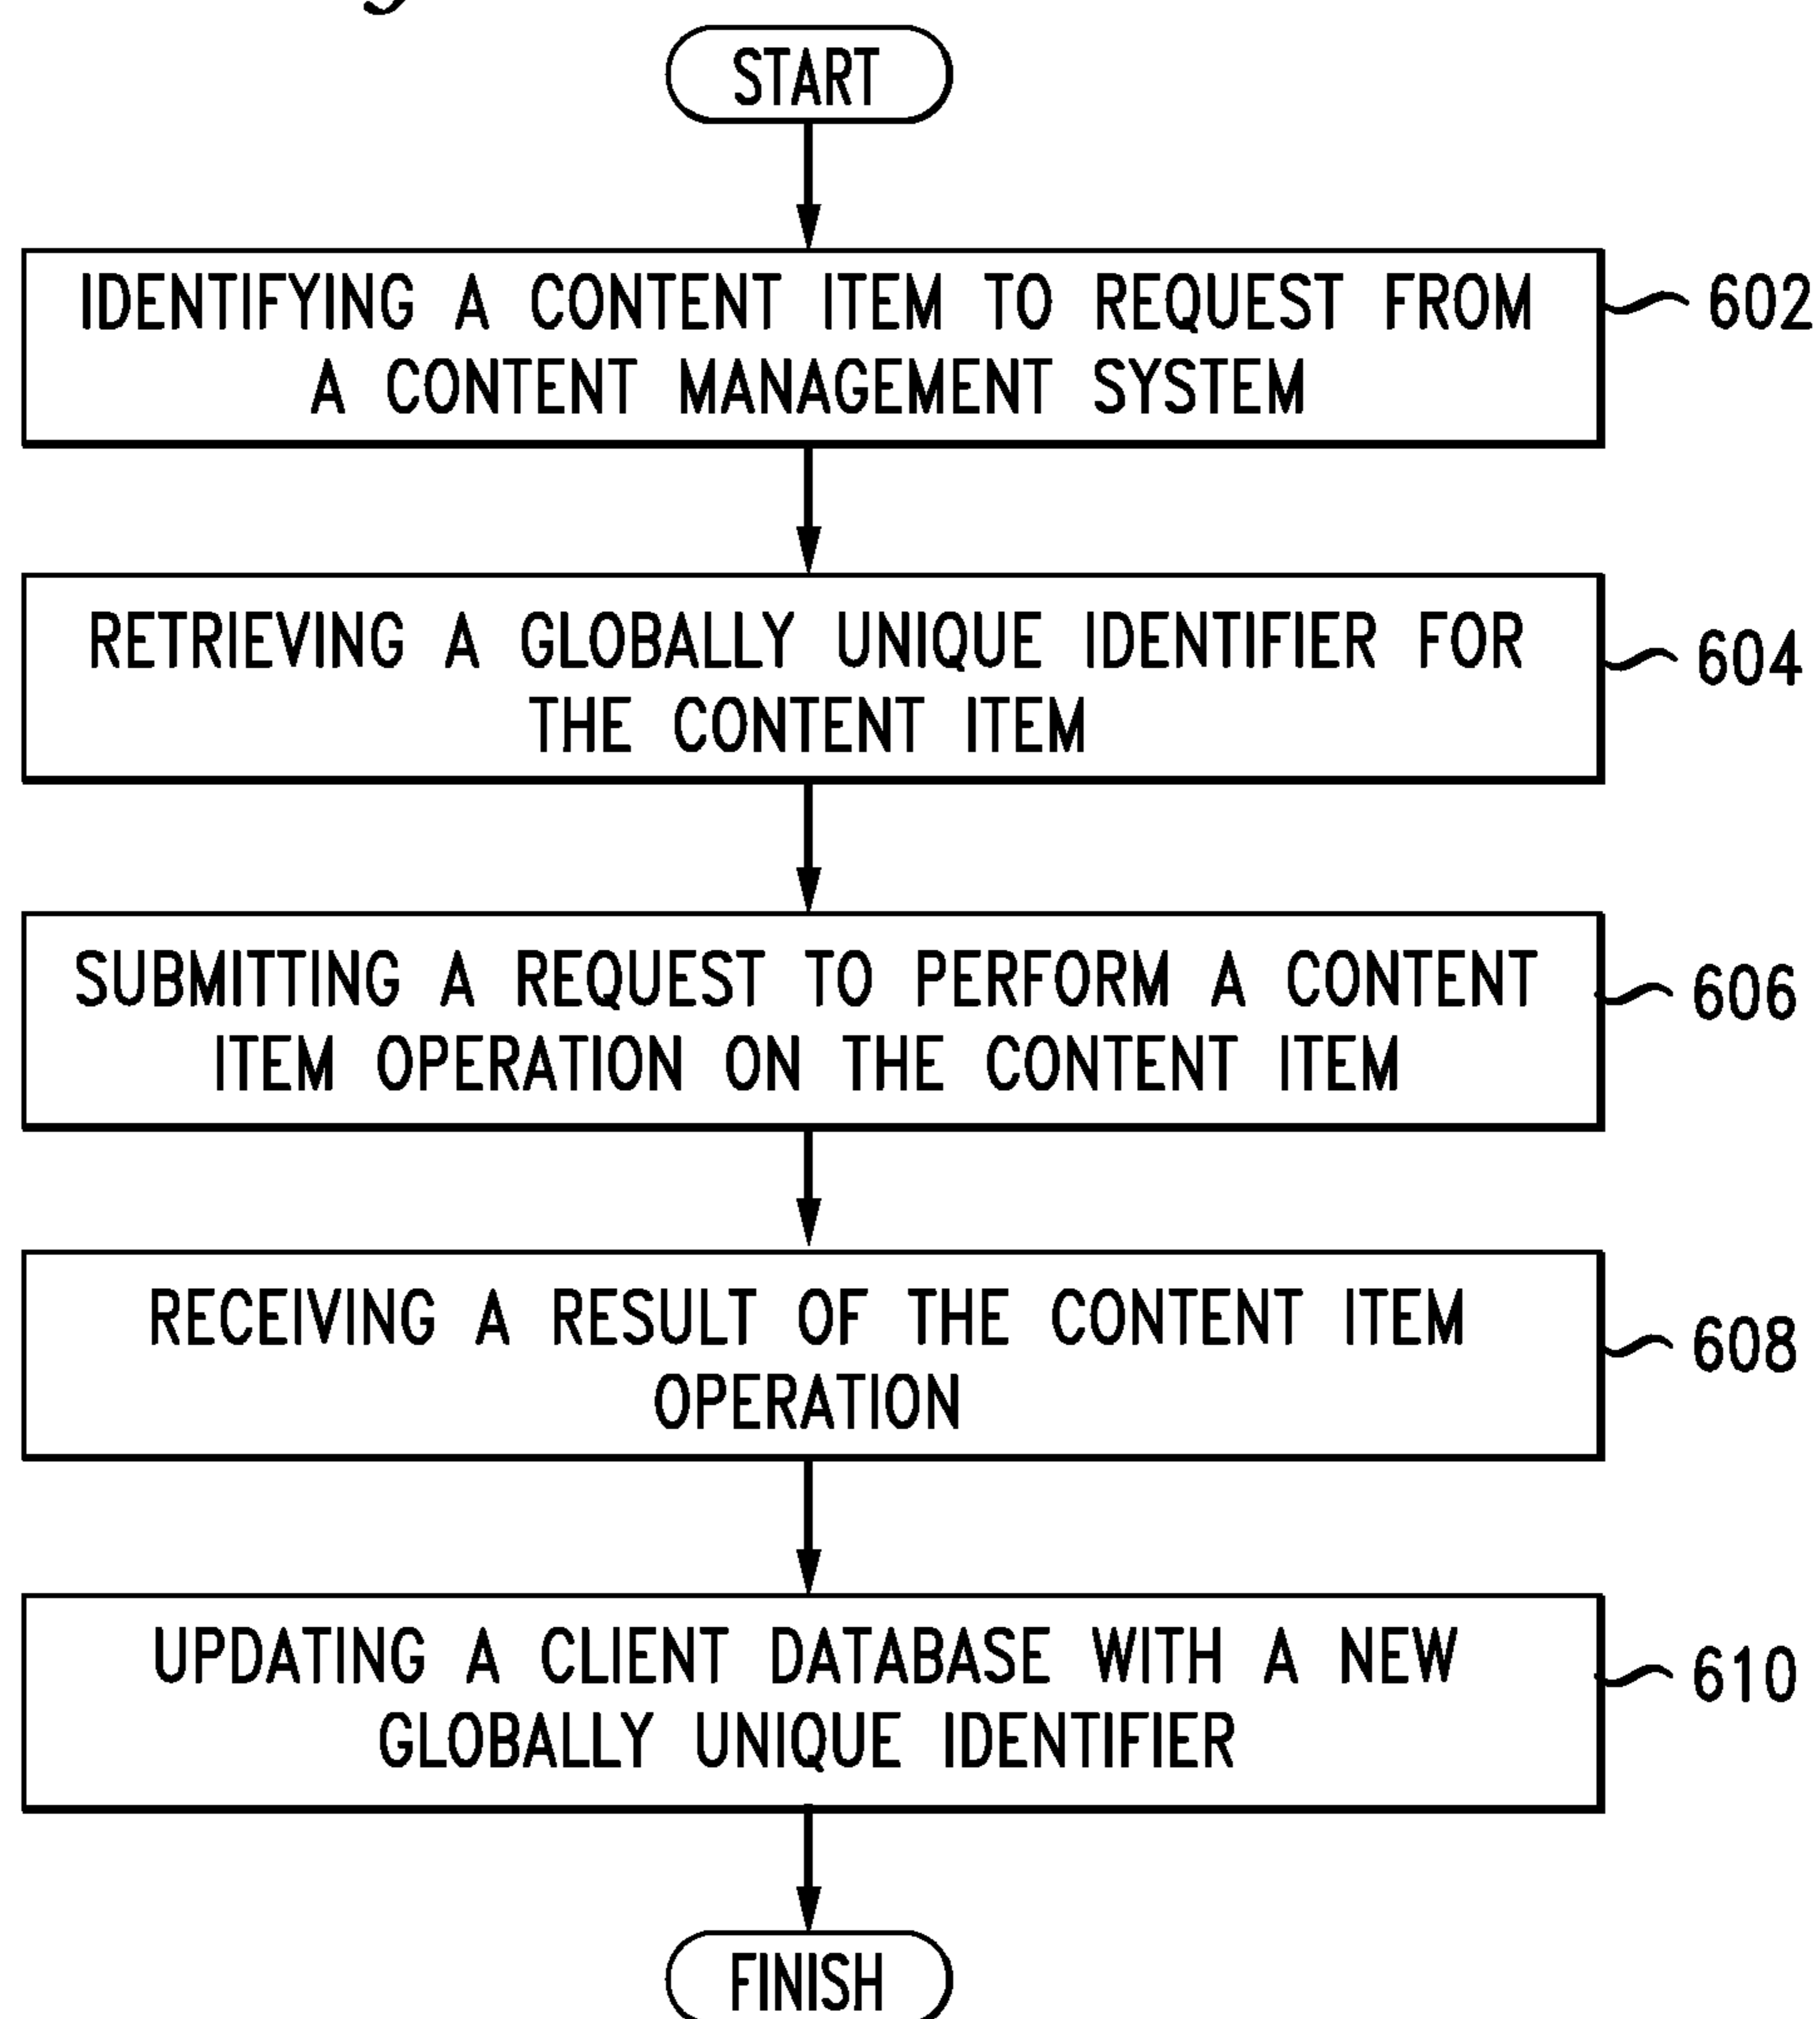 START
IDENTIFYING A CONTENT ITEM TO REQUEST FROM
A CONTENT MANAGEMENT SYSTEM
602
RETRIEVING A GLOBALLY UNIQUE IDENTIFIER FOR
THE CONTENT ITEM
604
SUBMITTING A REQUEST TO PERFORM A CONTENT
ITEM OPERATION ON THE CONTENT ITEM
606
RECEIVING A RESULT OF THE CONTENT ITEM
OPERATION
608
UPDATING A CLIENT DATABASE WITH A NEW
GLOBALLY UNIQUE IDENTIFIER
610
FINISH